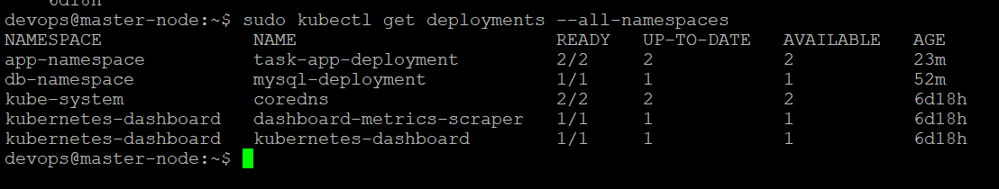 6d18h
devops@master-node:~$ sudo kubectl get deployments --all-namespaces
NAMESPACE NAME READY UP-TO-DATE AVAILABLE AGE
app-namespace task-app-deployment 2/2 2 2 23m
db-namespace mysql-deployment 1/1 1 1 52m
kube-system coredns 2/2 2 2 6d18h
kubernetes-dashboard dashboard-metrics-scraper 1/1 1 1 6d18h
kubernetes-dashboard kubernetes-dashboard 1/1 1 1 6d18h
devops@master-node:~$